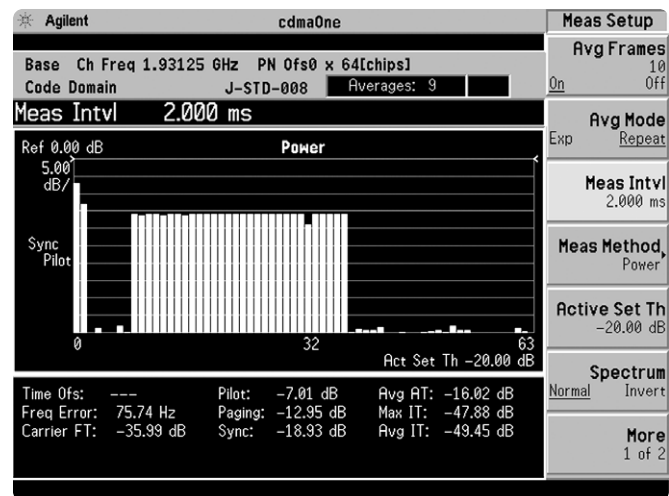 Agilent cdmaOne Meas Setup
Base Ch Freq 1.93125 GHz PN Ofs0 x 64[chips]
Code Domain J-STD-008 Averages: 9
Meas Intvl 2.000 ms
Ref 0.00 dB Power
5.00
dB/
Sync
Pilot
0 32 63
Act Set Th -20.00 dB
Time Ofs: --- Pilot: -7.01 dB Avg AT: -16.02 dB
Freq Error: 75.74 Hz Paging: -12.95 dB Max IT: -47.88 dB
Carrier FT: -35.99 dB Sync: -18.93 dB Avg IT: -49.45 dB
Avg Frames
10
On Off
Avg Mode
Exp Repeat
Meas Intvl
2.000 ms
Meas Method
Power
Active Set Th
-20.00 dB
Spectrum
Normal Invert
More
1 of 2